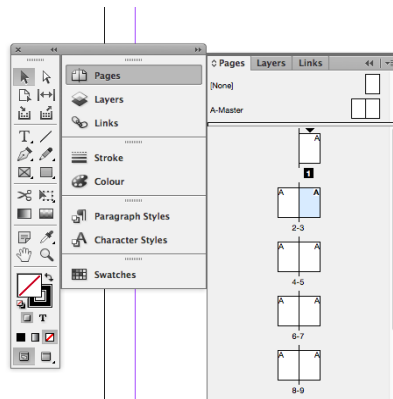 Pages
Layers
Links
Stroke
Colour
Paragraph Styles
Character Styles
Swatches
T
T
Pages Layers Links
[None]
A-Master
A
1
A A
2-3
A A
4-5
A A
6-7
A A
8-9